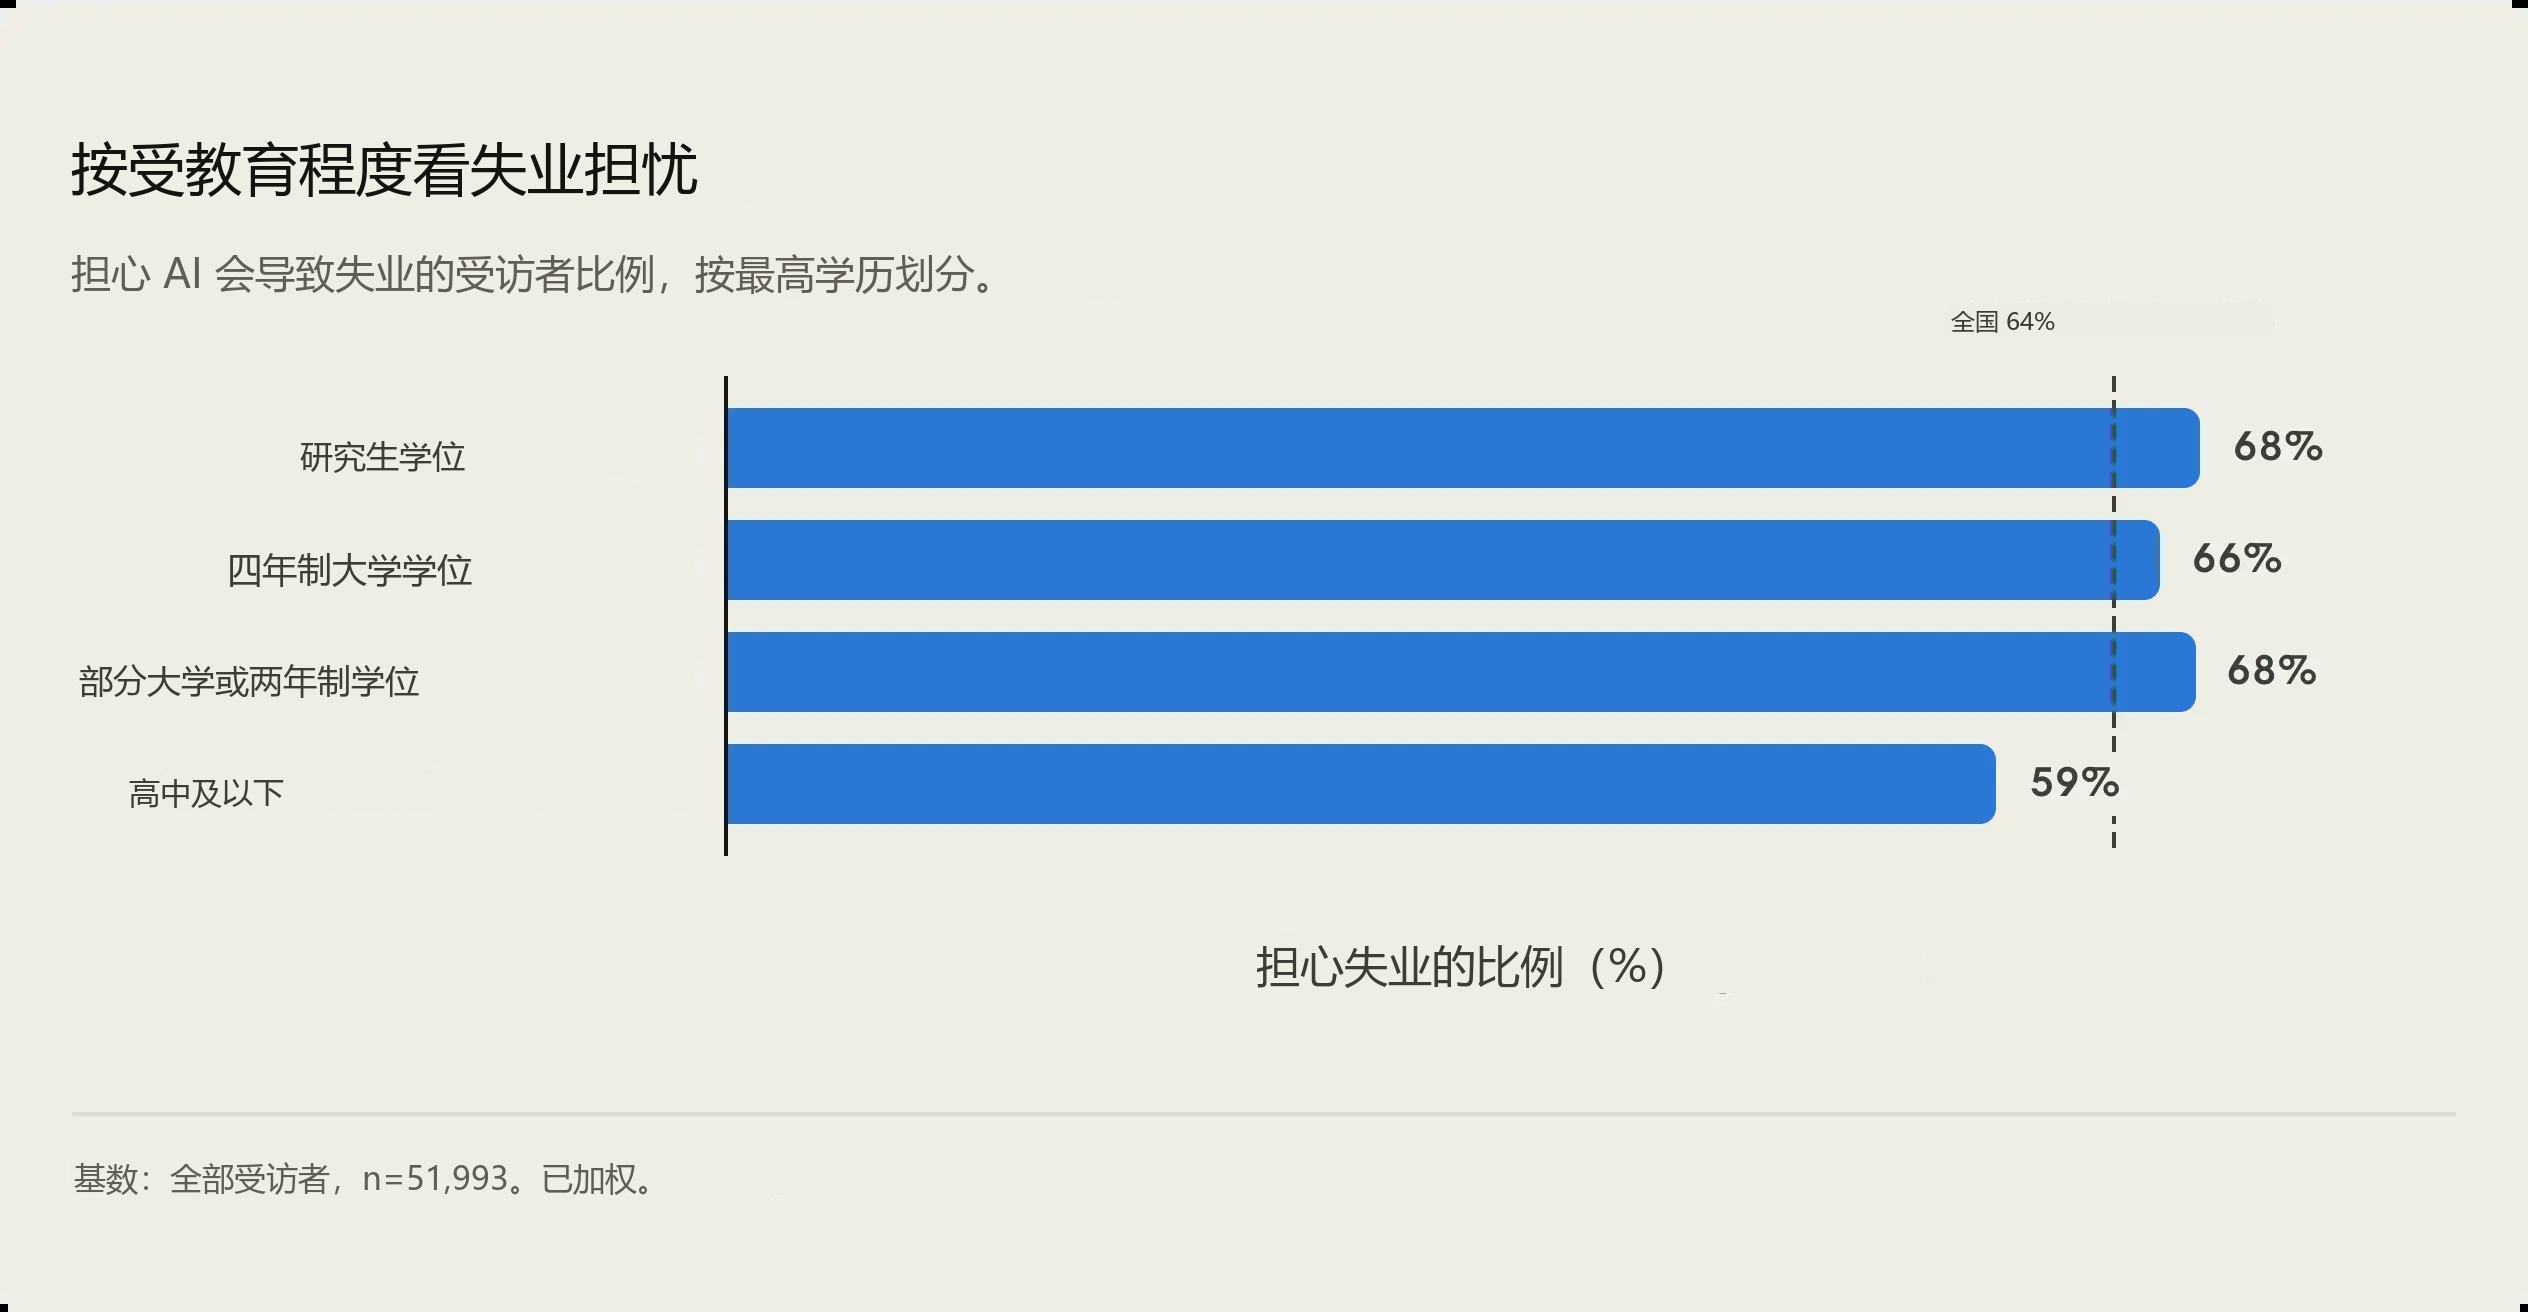 按受教育程度看失业担忧
担心 AI 会导致失业的受访者比例，按最高学历划分。
全国 64%
研究生学位 68%
四年制大学学位 66%
部分大学或两年制学位 68%
高中及以下 59%
担心失业的比例（%）
基数：全部受访者，n=51,993。已加权。